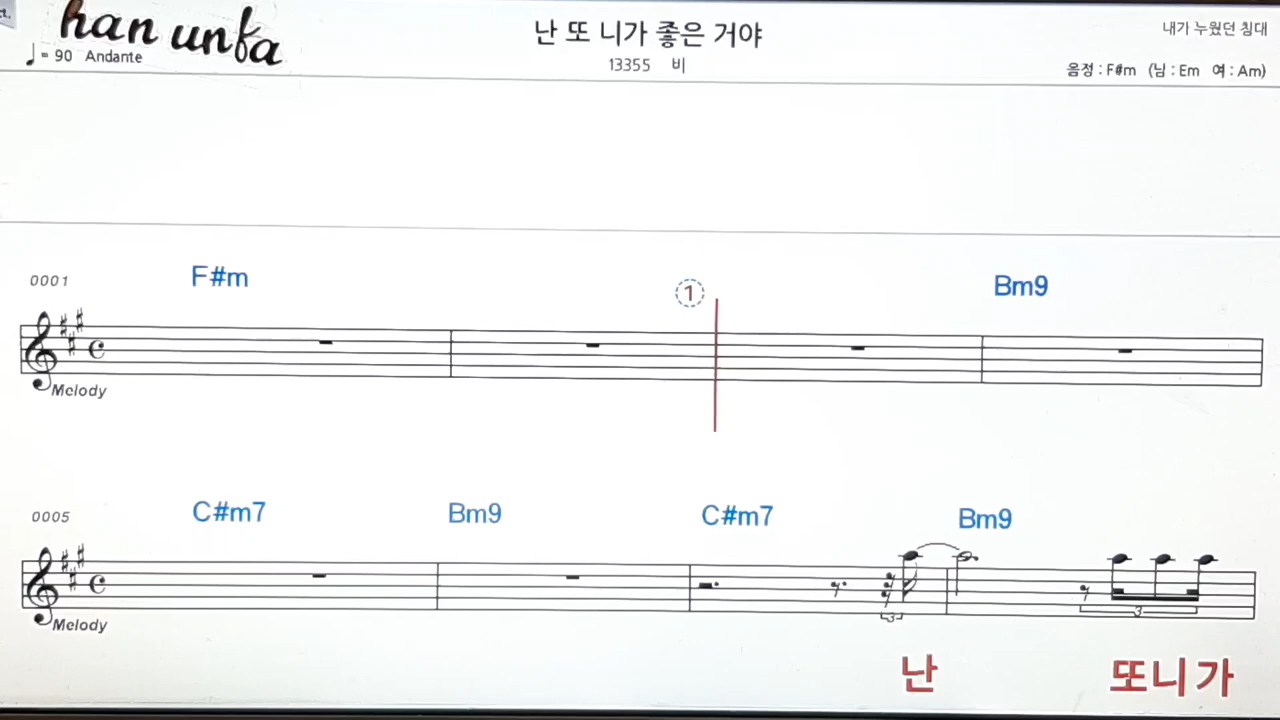 han unfa
난 또 니가 좋은 거야
내가 누웠던 침대
♩ = 90 Andante
13355 비
음정 : F#m (남 : Em 여 : Am)
0001 F#m ① Bm9
Melody
0005 C#m7 Bm9 C#m7 Bm9
3 3
Melody
난 또니가